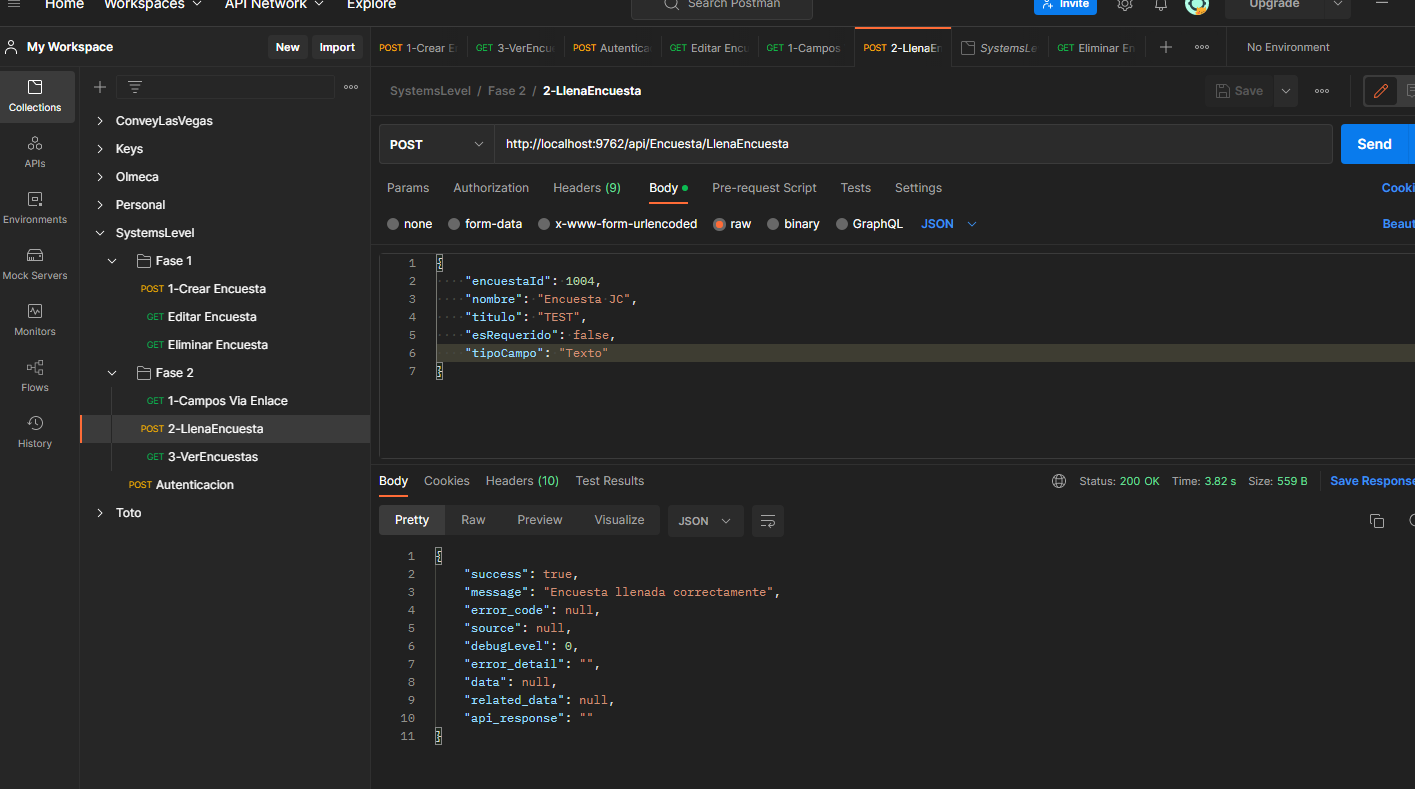 Home Workspaces API Network Explore Search Postman Invite Upgrade
My Workspace New Import
POST 1-Crear E GET 3-VerEncu POST Autentica GET Editar Encu GET 1-Campos POST 2-LlenaEn SystemsLe GET Eliminar En No Environment
Collections
APIs
Environments
Mock Servers
Monitors
Flows
History
ConveyLasVegas
Keys
Olmeca
Personal
SystemsLevel
Fase 1
POST 1-Crear Encuesta
GET Editar Encuesta
GET Eliminar Encuesta
Fase 2
GET 1-Campos Via Enlace
POST 2-LlenaEncuesta
GET 3-VerEncuestas
POST Autenticacion
Toto
SystemsLevel / Fase 2 / 2-LlenaEncuesta Save
POST http://localhost:9762/api/Encuesta/LlenaEncuesta Send
Params Authorization Headers (9) Body Pre-request Script Tests Settings Cooki
none form-data x-www-form-urlencoded raw binary GraphQL JSON Beaut
1 {
2 "encuestaId": 1004,
3 "nombre": "Encuesta JC",
4 "titulo": "TEST",
5 "esRequerido": false,
6 "tipoCampo": "Texto"
7 }
Body Cookies Headers (10) Test Results Status: 200 OK Time: 3.82 s Size: 559 B Save Response
Pretty Raw Preview Visualize JSON
1 {
2 "success": true,
3 "message": "Encuesta llenada correctamente",
4 "error_code": null,
5 "source": null,
6 "debugLevel": 0,
7 "error_detail": "",
8 "data": null,
9 "related_data": null,
10 "api_response": ""
11 }